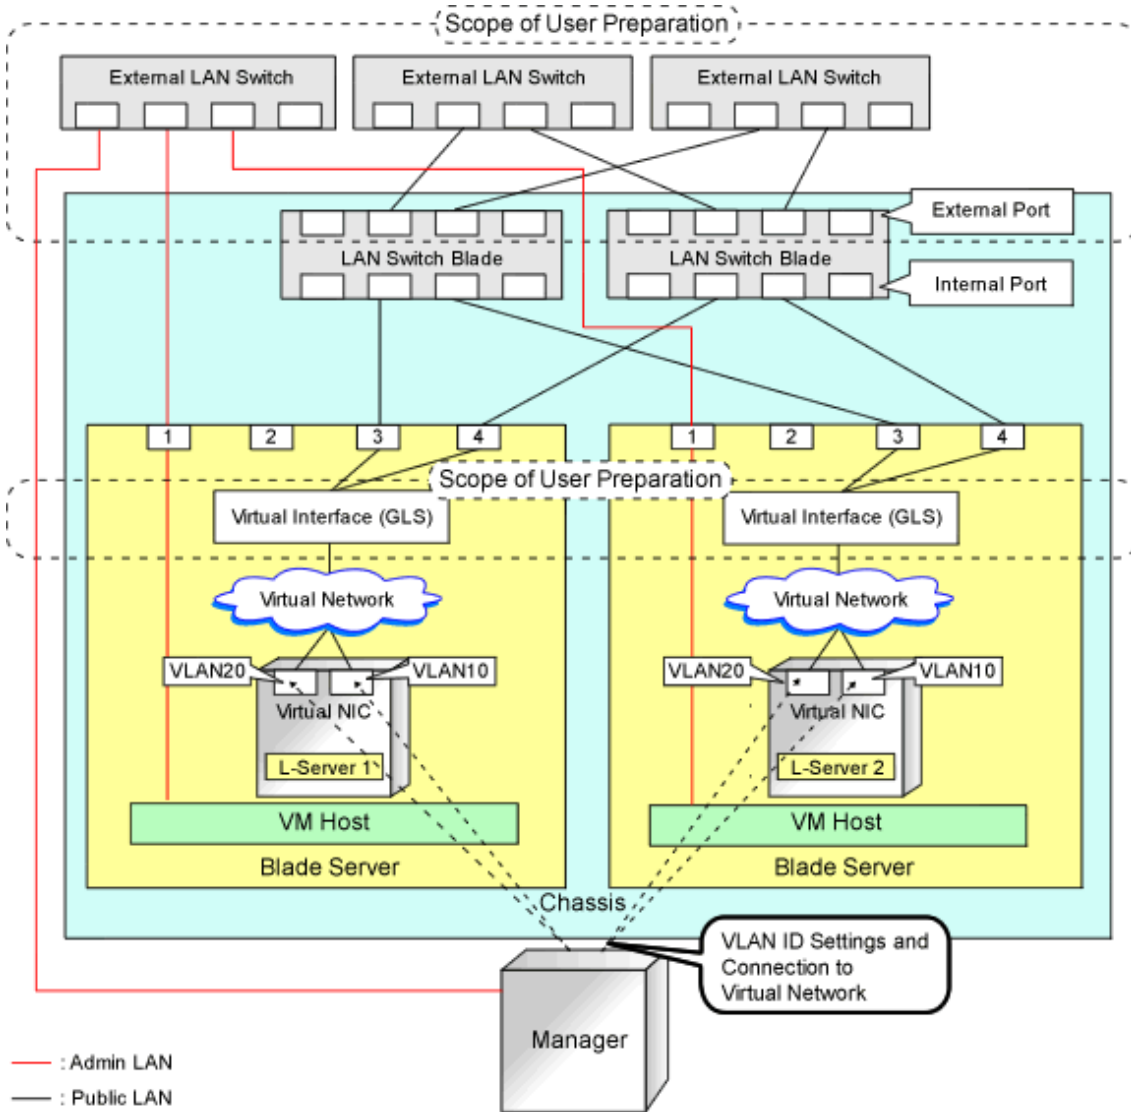 Scope of User Preparation
External LAN Switch
External LAN Switch
External LAN Switch
External Port
LAN Switch Blade
LAN Switch Blade
Internal Port
1
2
3
4
1
2
3
4
Scope of User Preparation
Virtual Interface (GLS)
Virtual Interface (GLS)
Virtual Network
Virtual Network
VLAN20
VLAN10
VLAN20
VLAN10
Virtual NIC
Virtual NIC
L-Server 1
L-Server 2
VM Host
VM Host
Blade Server
Blade Server
Chassis
VLAN ID Settings and
Connection to
Virtual Network
Manager
: Admin LAN
: Public LAN